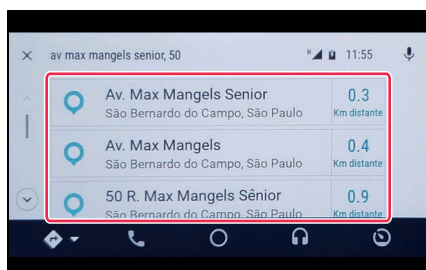 av max mangels senior, 50
H 11:55
Av. Max Mangels Senior
São Bernardo do Campo, São Paulo
0.3
Km distante
Av. Max Mangels
São Bernardo do Campo, São Paulo
0.4
Km distante
50 R. Max Mangels Sênior
São Bernardo do Campo, São Paulo
0.9
Km distante